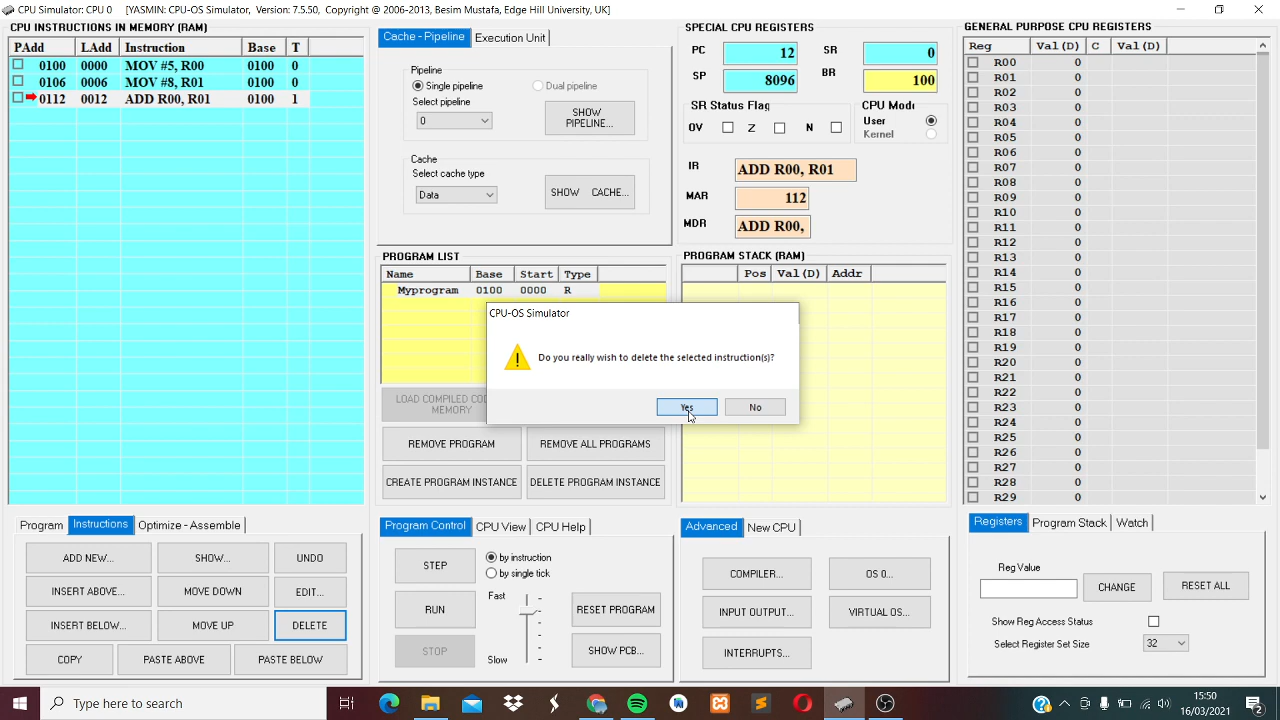 [YASMIN: CPU-OS Simulator, Version: 7.5.50, Copyright @ 2006-2013, Besim Mustafa, Edge Hill University, UK] - CPU Simulator: CPU 0
CPU INSTRUCTIONS IN MEMORY (RAM)
PAdd LAdd Instruction Base T
0100 0000 MOV #5, R00 0100 0
0106 0006 MOV #8, R01 0100 0
0112 0012 ADD R00, R01 0100 1
Cache - Pipeline Execution Unit
Pipeline
Single pipeline Dual pipeline
Select pipeline
0
SHOW
PIPELINE...
Cache
Select cache type
Data
SHOW CACHE...
SPECIAL CPU REGISTERS
PC 12 SR 0
SP 8096 BR 100
SR Status Flag
OV Z N
CPU Mod
User
Kernel
IR ADD R00, R01
MAR 112
MDR ADD R00,
PROGRAM LIST
Name Base Start Type
Myprogram 0100 0000 R
PROGRAM STACK (RAM)
Pos Val(D) Addr
CPU-OS Simulator
Do you really wish to delete the selected instruction(s)?
Yes No
LOAD COMPILED CO
MEMORY
REMOVE PROGRAM REMOVE ALL PROGRAMS
CREATE PROGRAM INSTANCE DELETE PROGRAM INSTANCE
GENERAL PURPOSE CPU REGISTERS
Reg Val(D) C Val(D)
R00 0
R01 0
R02 0
R03 0
R04 0
R05 0
R06 0
R07 0
R08 0
R09 0
R10 0
R11 0
R12 0
R13 0
R14 0
R15 0
R16 0
R17 0
R18 0
R19 0
R20 0
R21 0
R22 0
R23 0
R24 0
R25 0
R26 0
R27 0
R28 0
R29 0
Program Instructions Optimize - Assemble
ADD NEW... SHOW... UNDO
INSERT ABOVE... MOVE DOWN EDIT...
INSERT BELOW... MOVE UP DELETE
COPY PASTE ABOVE PASTE BELOW
Program Control CPU View CPU Help
STEP
by instruction
by single tick
Fast
RUN
RESET PROGRAM
STOP
Slow
SHOW PCB...
Advanced New CPU
COMPILER... OS 0...
INPUT OUTPUT... VIRTUAL OS...
INTERRUPTS...
Registers Program Stack Watch
Reg Value
CHANGE RESET ALL
Show Reg Access Status
Select Register Set Size 32
Type here to search
15:50
16/03/2021